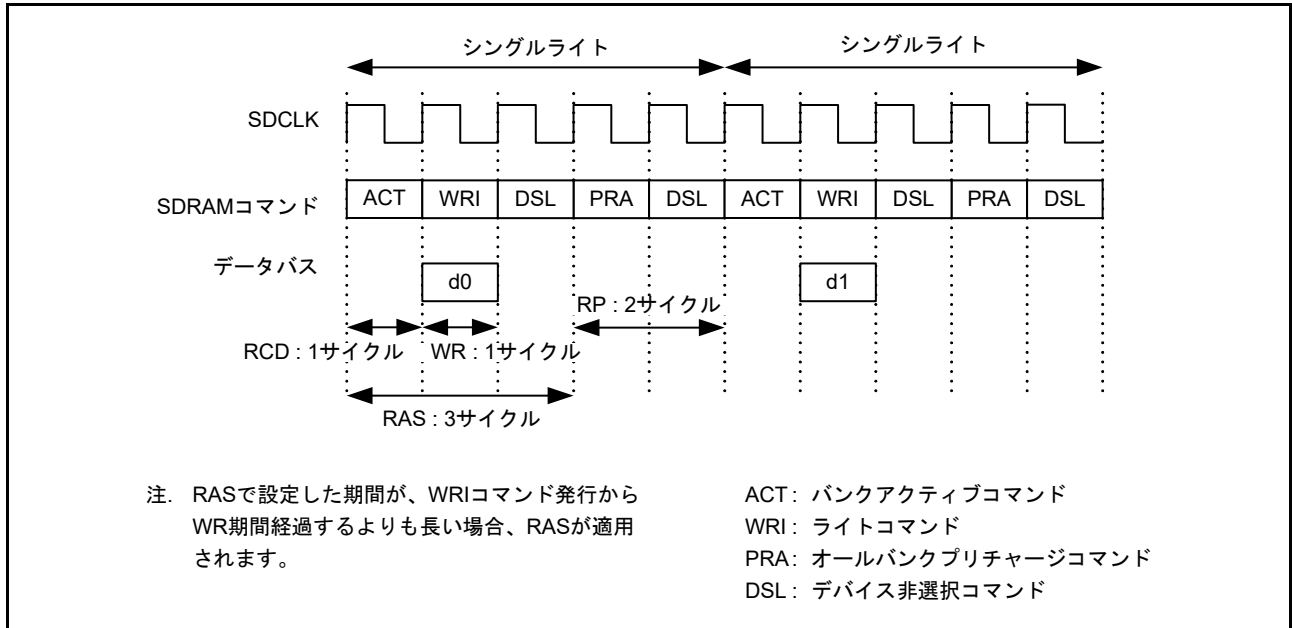 シングルライト シングルライト
SDCLK
SDRAMコマンド ACT WRI DSL PRA DSL ACT WRI DSL PRA DSL
データバス
d0 d1
RP : 2サイクル
RCD : 1サイクル WR : 1サイクル
RAS : 3サイクル
注. RASで設定した期間が、WRIコマンド発行から
WR期間経過するよりも長い場合、RASが適用
されます。
ACT : バンクアクティブコマンド
WRI : ライトコマンド
PRA : オールバンクプリチャージコマンド
DSL : デバイス非選択コマンド